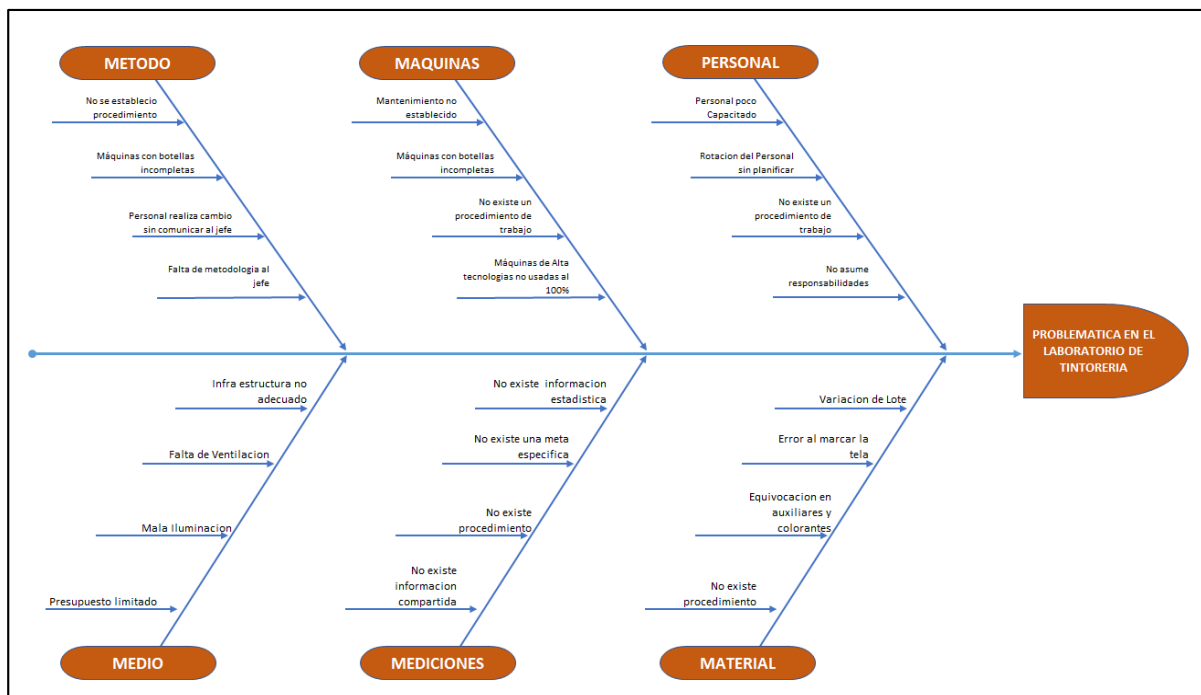 METODO
MAQUINAS
PERSONAL
No se establecio
procedimiento
Mantenimiento no
establecido
Personal poco
Capacitado
Máquinas con botellas
incompletas
Máquinas con botellas
incompletas
Rotacion del Personal
sin planificar
Personal realiza cambio
sin comunicar al jefe
No existe un
procedimiento de
trabajo
No existe un
procedimiento de
trabajo
Falta de metodologia al
jefe
Máquinas de Alta
tecnologias no usadas al
100%
No asume
responsabilidades
PROBLEMATICA EN EL
LABORATORIO DE
TINTORERIA
Infra estructura no
adecuado
No existe informacion
estadistica
Variacion de Lote
Falta de Ventilacion
No existe una meta
especifica
Error al marcar la
tela
Mala Iluminacion
No existe
procedimiento
Equivocacion en
auxiliares y
colorantes
Presupuesto limitado
No existe
informacion
compartida
No existe
procedimiento
MEDIO
MEDICIONES
MATERIAL